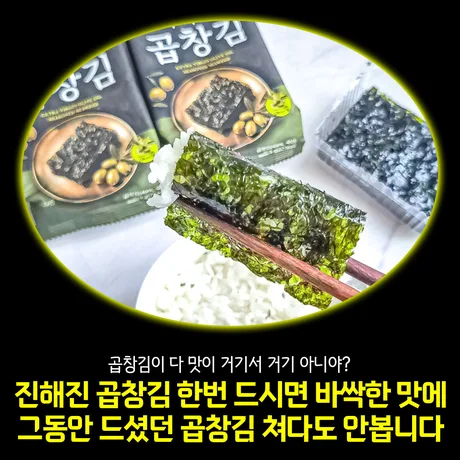 곱창김
곱창김
곱창김이 다 맛이 거기서 거기 아니야?
진해진 곱창김 한번 드시면 바싹한 맛에
그동안 드셨던 곱창김 쳐다도 안봅니다